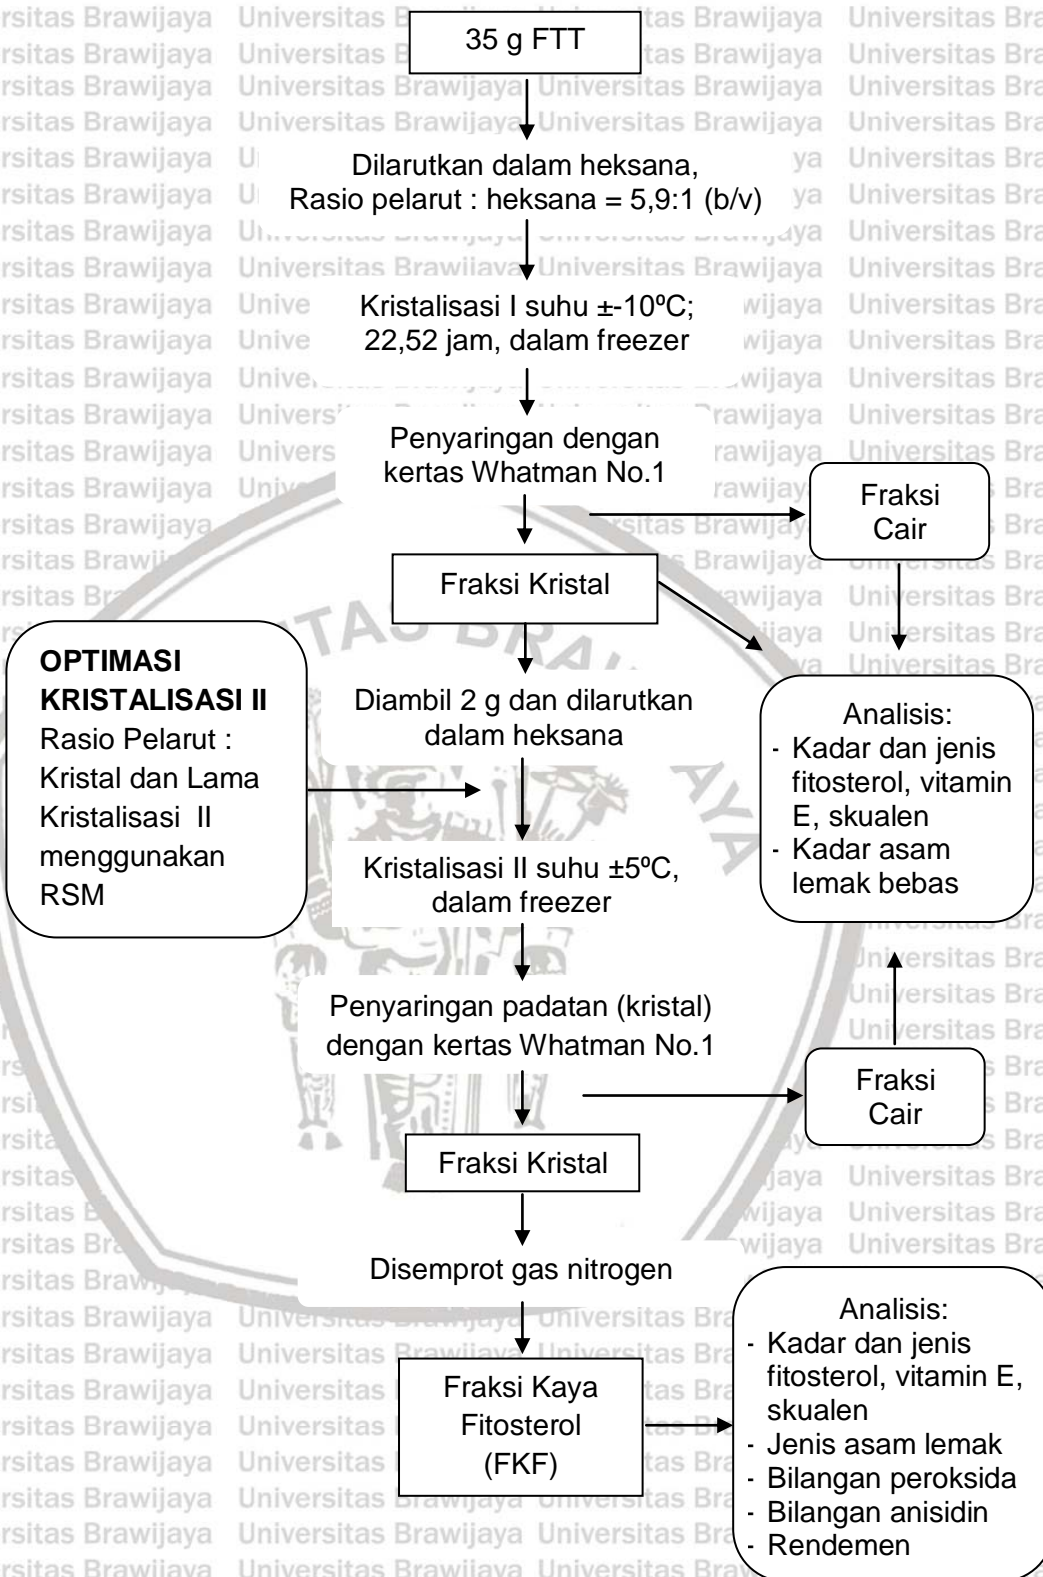 35 g FTT
Dilarutkan dalam heksana,
Rasio pelarut : heksana = 5,9:1 (b/v)
Kristalisasi I suhu ±-10ºC;
22,52 jam, dalam freezer
Penyaringan dengan
kertas Whatman No.1
Fraksi
Cair
Fraksi Kristal
OPTIMASI
KRISTALISASI II
Rasio Pelarut :
Kristal dan Lama
Kristalisasi II
menggunakan
RSM
Diambil 2 g dan dilarutkan
dalam heksana
Analisis:
- Kadar dan jenis
fitosterol, vitamin
E, skualen
- Kadar asam
lemak bebas
Kristalisasi II suhu ±5ºC,
dalam freezer
Penyaringan padatan (kristal)
dengan kertas Whatman No.1
Fraksi
Cair
Fraksi Kristal
Disemprot gas nitrogen
Fraksi Kaya
Fitosterol
(FKF)
Analisis:
- Kadar dan jenis
fitosterol, vitamin E,
skualen
- Jenis asam lemak
- Bilangan peroksida
- Bilangan anisidin
- Rendemen